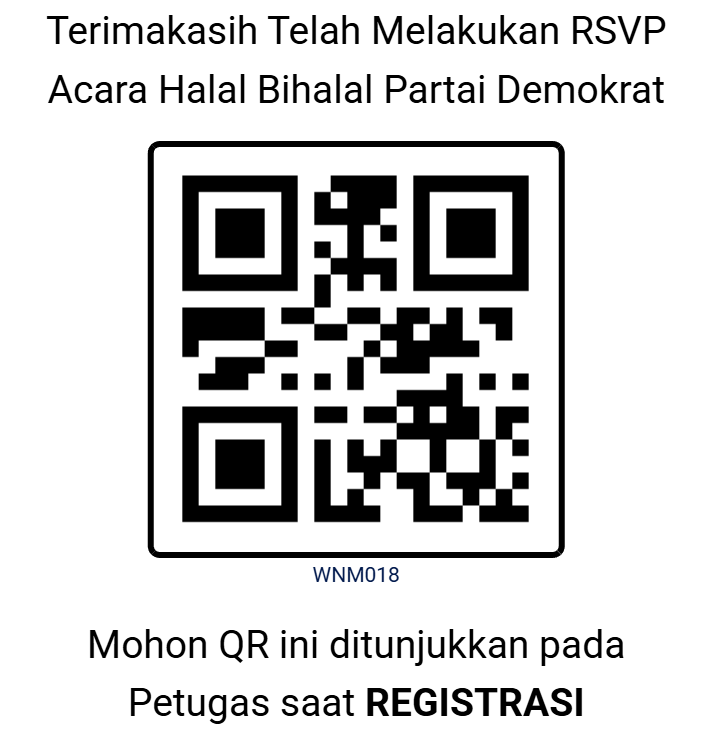 Terimakasih Telah Melakukan RSVP
Acara Halal Bihalal Partai Demokrat
WNM018
Mohon QR ini ditunjukkan pada
Petugas saat REGISTRASI